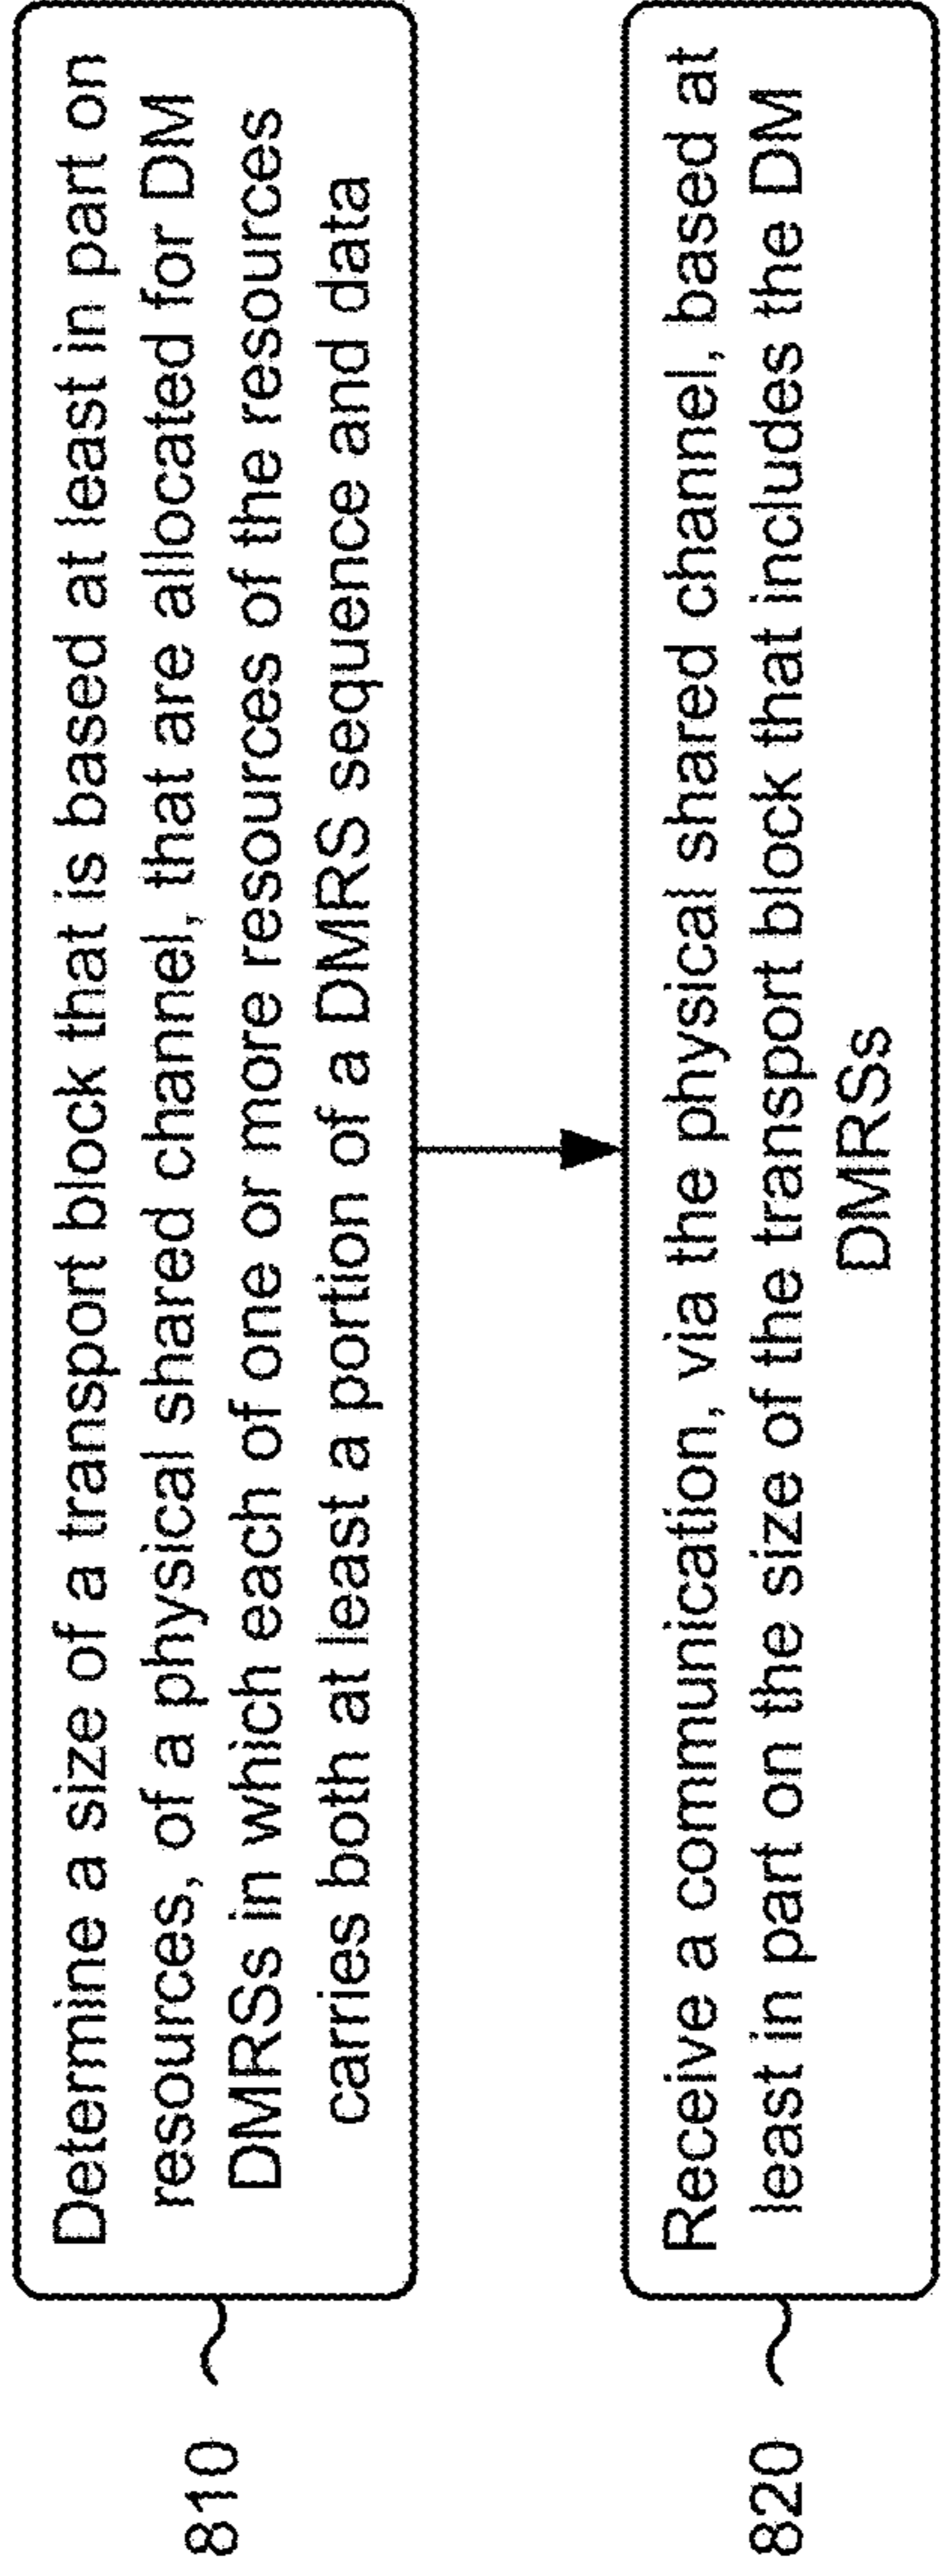 810
Determine a size of a transport block that is based at least in part on
resources, of a physical shared channel, that are allocated for DM
DMRSs in which each of one or more resources of the resources
carries both at least a portion of a DMRS sequence and data
820
Receive a communication, via the physical shared channel, based at
least in part on the size of the transport block that includes the DM
DMRSs